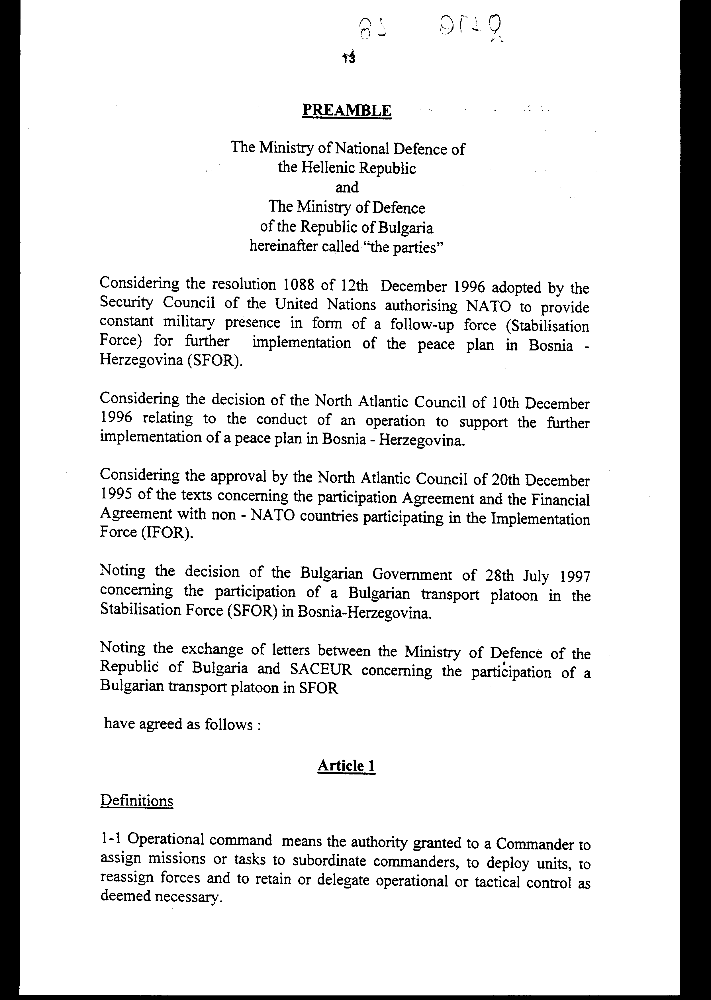 13
PREAMBLE
The Ministry of National Defence of
the Hellenic Republic
and
The Ministry of Defence
of the Republic of Bulgaria
hereinafter called “the parties”
Considering the resolution 1088 of 12th December 1996 adopted by the
Security Council of the United Nations authorising NATO to provide
constant military presence in form of a follow-up force (Stabilisation
Force) for further implementation of the peace plan in Bosnia -
Herzegovina (SFOR).
Considering the decision of the North Atlantic Council of 10th December
1996 relating to the conduct of an operation to support the further
implementation of a peace plan in Bosnia - Herzegovina.
Considering the approval by the North Atlantic Council of 20th December
1995 of the texts concerning the participation Agreement and the Financial
Agreement with non - NATO countries participating in the Implementation
Force (IFOR).
Noting the decision of the Bulgarian Government of 28th July 1997
concerning the participation of a Bulgarian transport platoon in the
Stabilisation Force (SFOR) in Bosnia-Herzegovina.
Noting the exchange of letters between the Ministry of Defence of the
Republic of Bulgaria and SACEUR concerning the participation of a
Bulgarian transport platoon in SFOR
have agreed as follows :
Article 1
Definitions
1-1 Operational command means the authority granted to a Commander to
assign missions or tasks to subordinate commanders, to deploy units, to
reassign forces and to retain or delegate operational or tactical control as
deemed necessary.